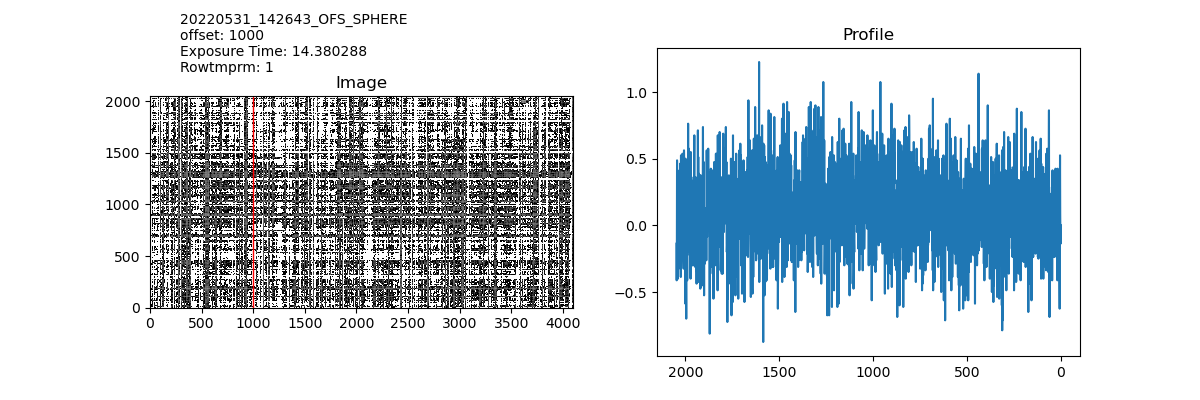 20220531_142643_OFS_SPHERE
offset: 1000
Exposure Time: 14.380288
Rowtmprm: 1
Image
2000
1500
1000
500
0
0 500 1000 1500 2000 2500 3000 3500 4000
Profile
1.0
0.5
0.0
−0.5
2000 1500 1000 500 0